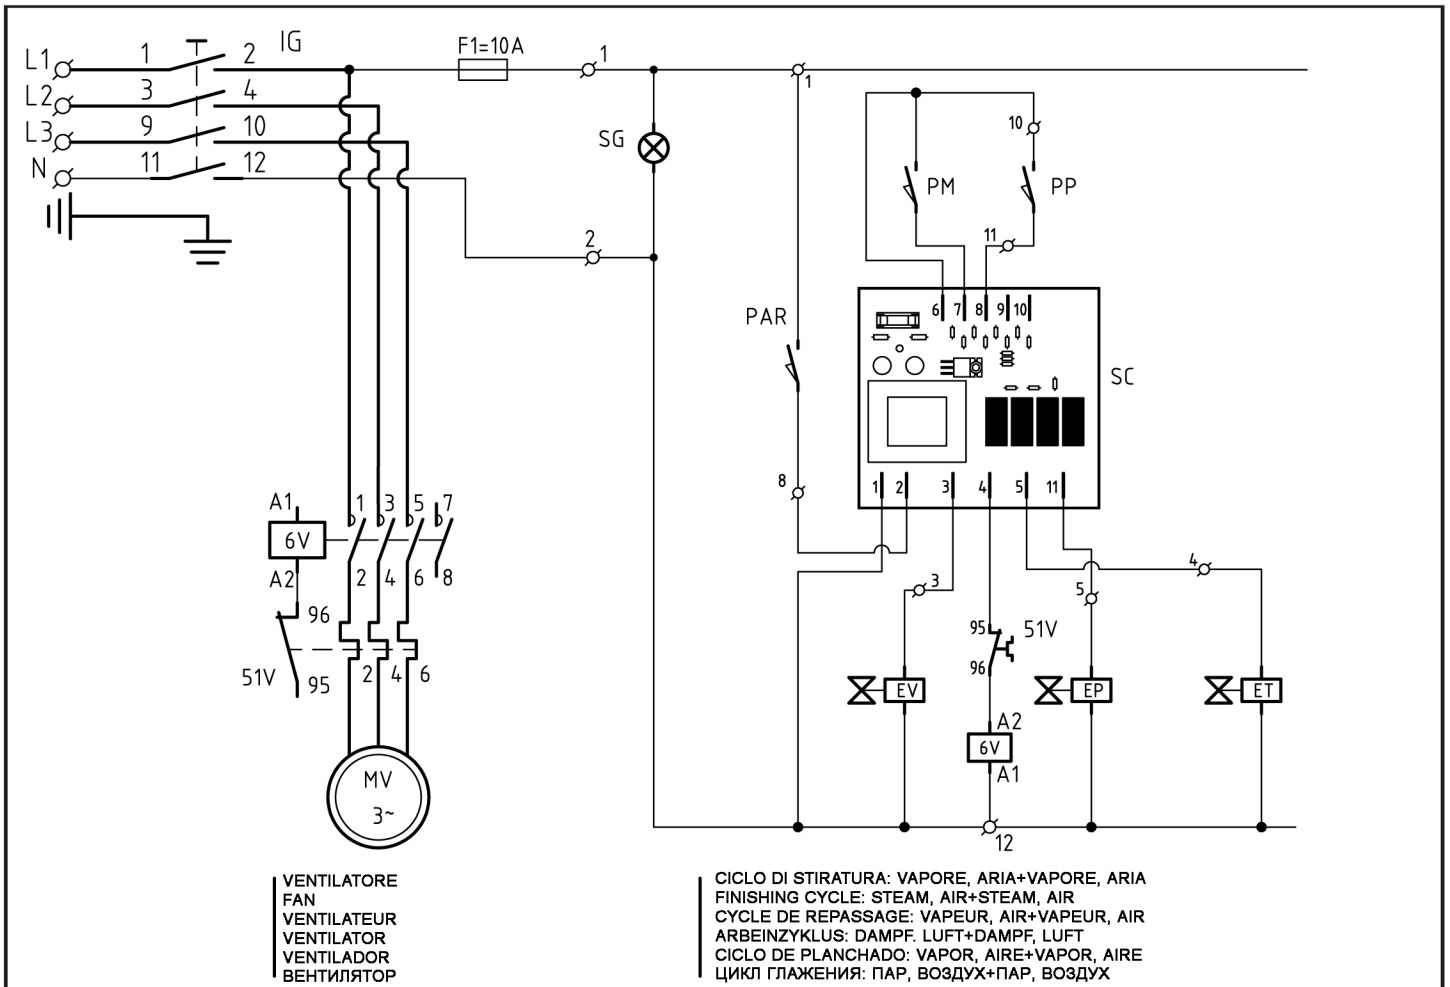 IG
L1 1 2 F1=10A 1
1
L2 3 4
L3 9 10
N 11 12
SG
10
PM PP
2
11
PAR
6 7 8 9 10
SC
8
1 2 3 4 5 11
A1 1 3 5 7
6V
A2 2 4 6 8
96
51V 95
2 4 6
3
4
5
95 51V
96
EV EP ET
A2
6V
A1
MV
3~
12
VENTILATORE
FAN
VENTILATEUR
VENTILATOR
VENTILADOR
ВЕНТИЛЯТОР
CICLO DI STIRATURA: VAPORE, ARIA+VAPORE, ARIA
FINISHING CYCLE: STEAM, AIR+STEAM, AIR
CYCLE DE REPASSAGE: VAPEUR, AIR+VAPEUR, AIR
ARBEINZYKLUS: DAMPF. LUFT+DAMPF, LUFT
CICLO DE PLANCHADO: VAPOR, AIRE+VAPOR, AIRE
ЦИКЛ ГЛАЖЕНИЯ: ПАР, ВОЗДУХ+ПАР, ВОЗДУХ